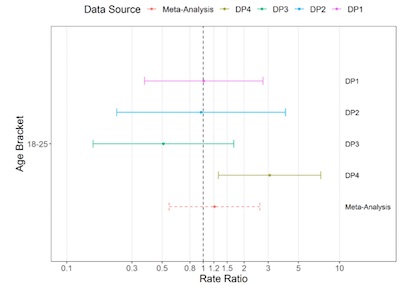 Data Source Meta-Analysis DP4 DP3 DP2 DP1
DP1
DP2
DP3
DP4
Meta-Analysis
Age Bracket
18-25
0.1 0.3 0.5 0.8 1 1.2 1.5 2 3 5 10
Rate Ratio